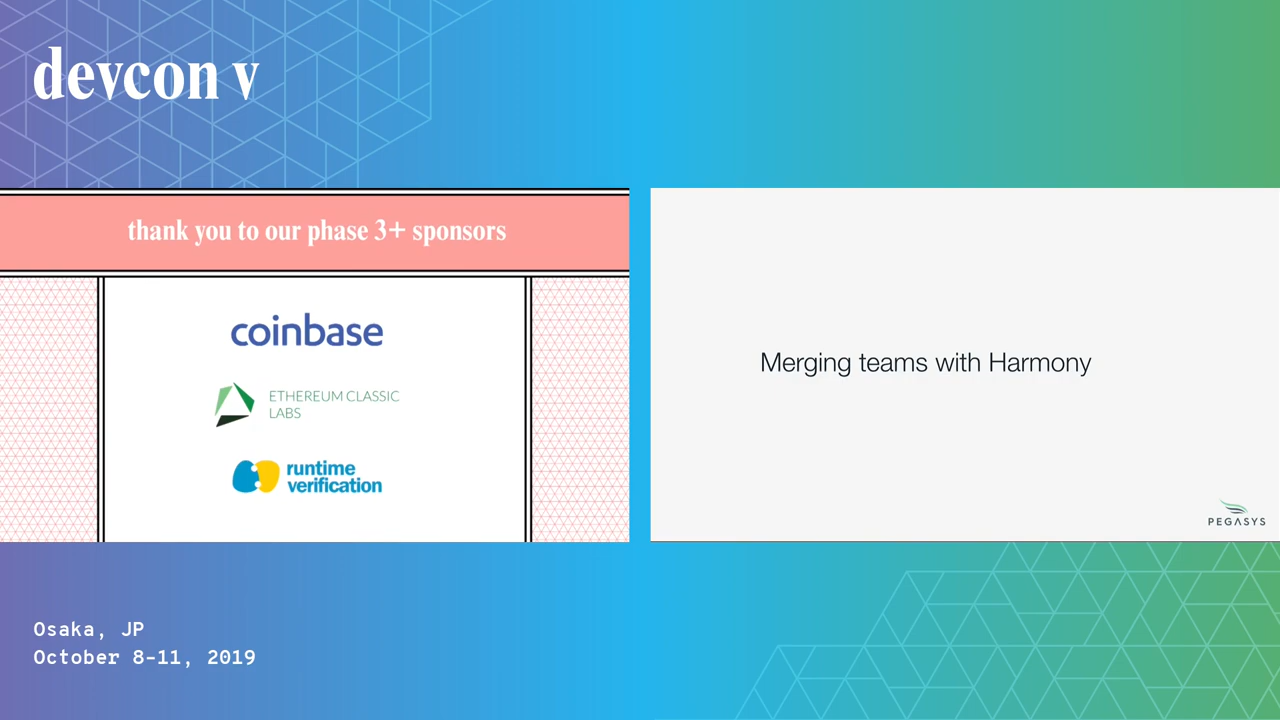 devcon v
thank you to our phase 3+ sponsors
coinbase
ETHEREUM CLASSIC
LABS
runtime
verification
Merging teams with Harmony
PEGASYS
Osaka, JP
October 8-11, 2019